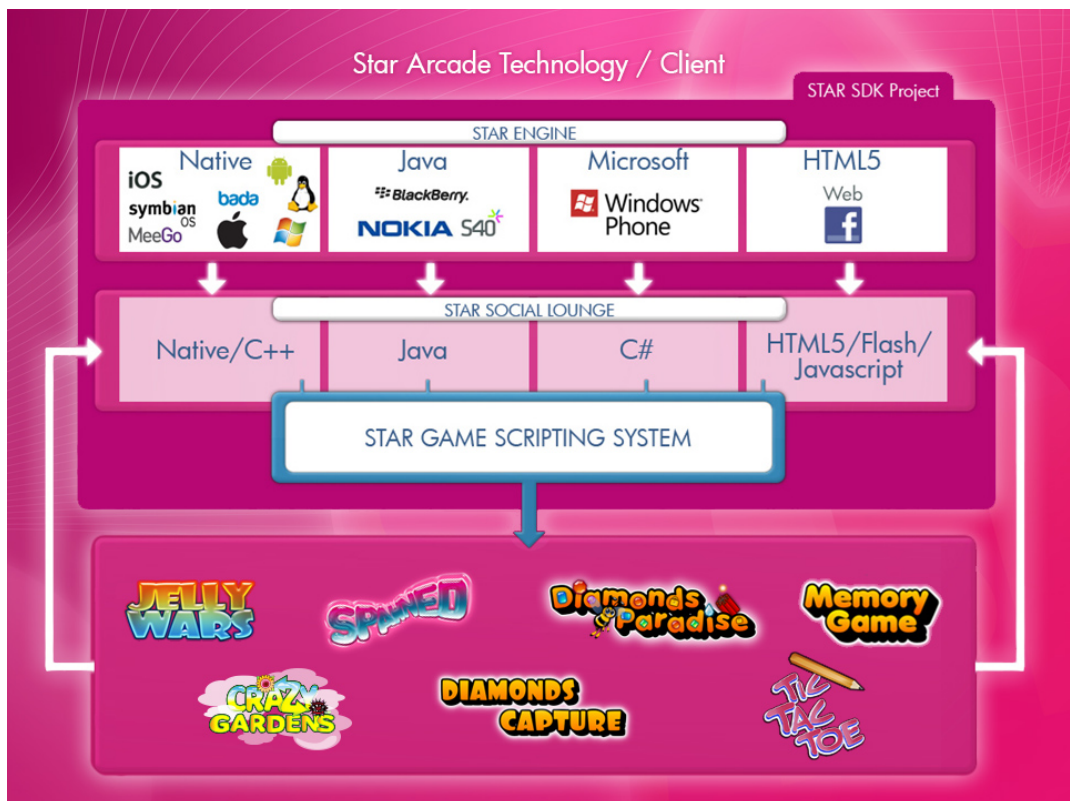 Star Arcade Technology / Client
STAR SDK Project
STAR ENGINE
Native
iOS
symbian
OS
MeeGo
bada
Java
BlackBerry.
NOKIA S40
Microsoft
Windows
Phone
HTML5
Web
f
STAR SOCIAL LOUNGE
Native/C++
Java
C#
HTML5/Flash/
Javascript
STAR GAME SCRIPTING SYSTEM
JELLY
WARS
SPAWNED
Diamonds
Paradise
Memory
Game
CRAZY
GARDENS
DIAMONDS
CAPTURE
TIC
TAC
TOE